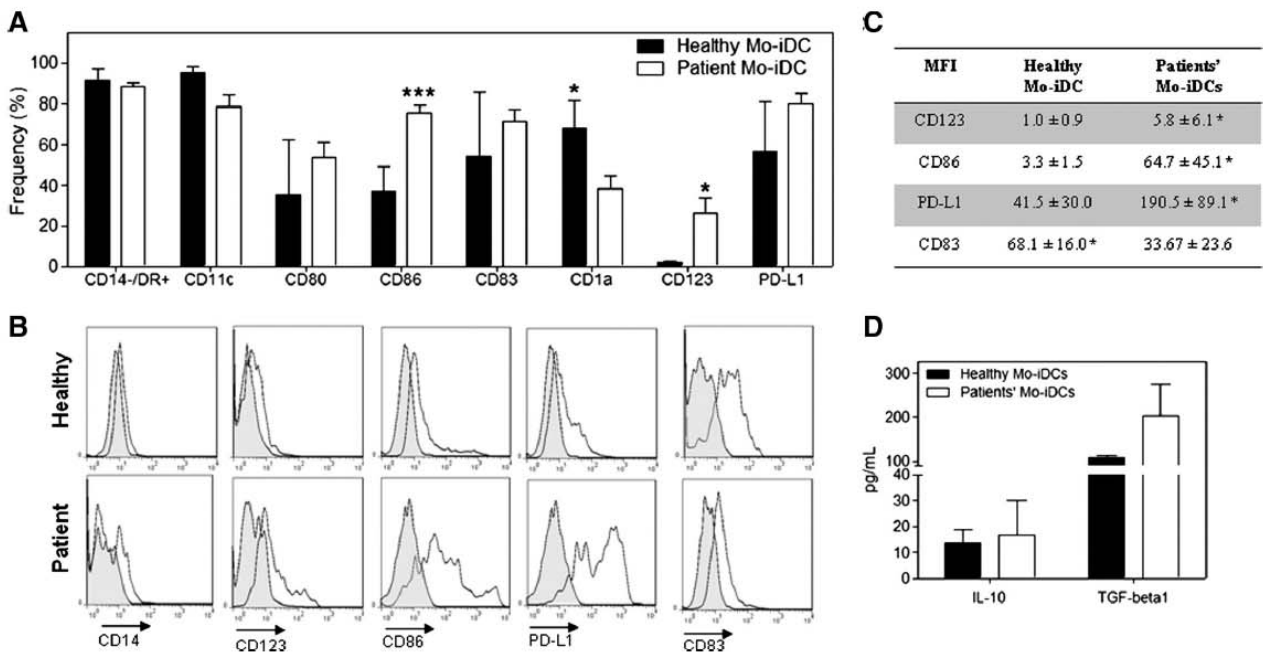 A
Healthy Mo-iDC
Patient Mo-iDC
Frequency (%)
100
80
60
40
20
0
***
*
*
CD14-/DR+ CD11c CD80 CD86 CD83 CD1a CD123 PD-L1
C
MFI Healthy Mo-iDC Patients' Mo-iDCs
CD123 1.0 ± 0.9 5.8 ± 6.1 *
CD86 3.3 ± 1.5 64.7 ± 45.1 *
PD-L1 41.5 ± 30.0 190.5 ± 89.1 *
CD83 68.1 ± 16.0 * 33.67 ± 23.6
B
Healthy
Patient
CD14 CD123 CD86 PD-L1 CD83
D
Healthy Mo-iDCs
Patients' Mo-iDCs
pg/mL
300
200
100
40
30
20
10
0
IL-10 TGF-beta1